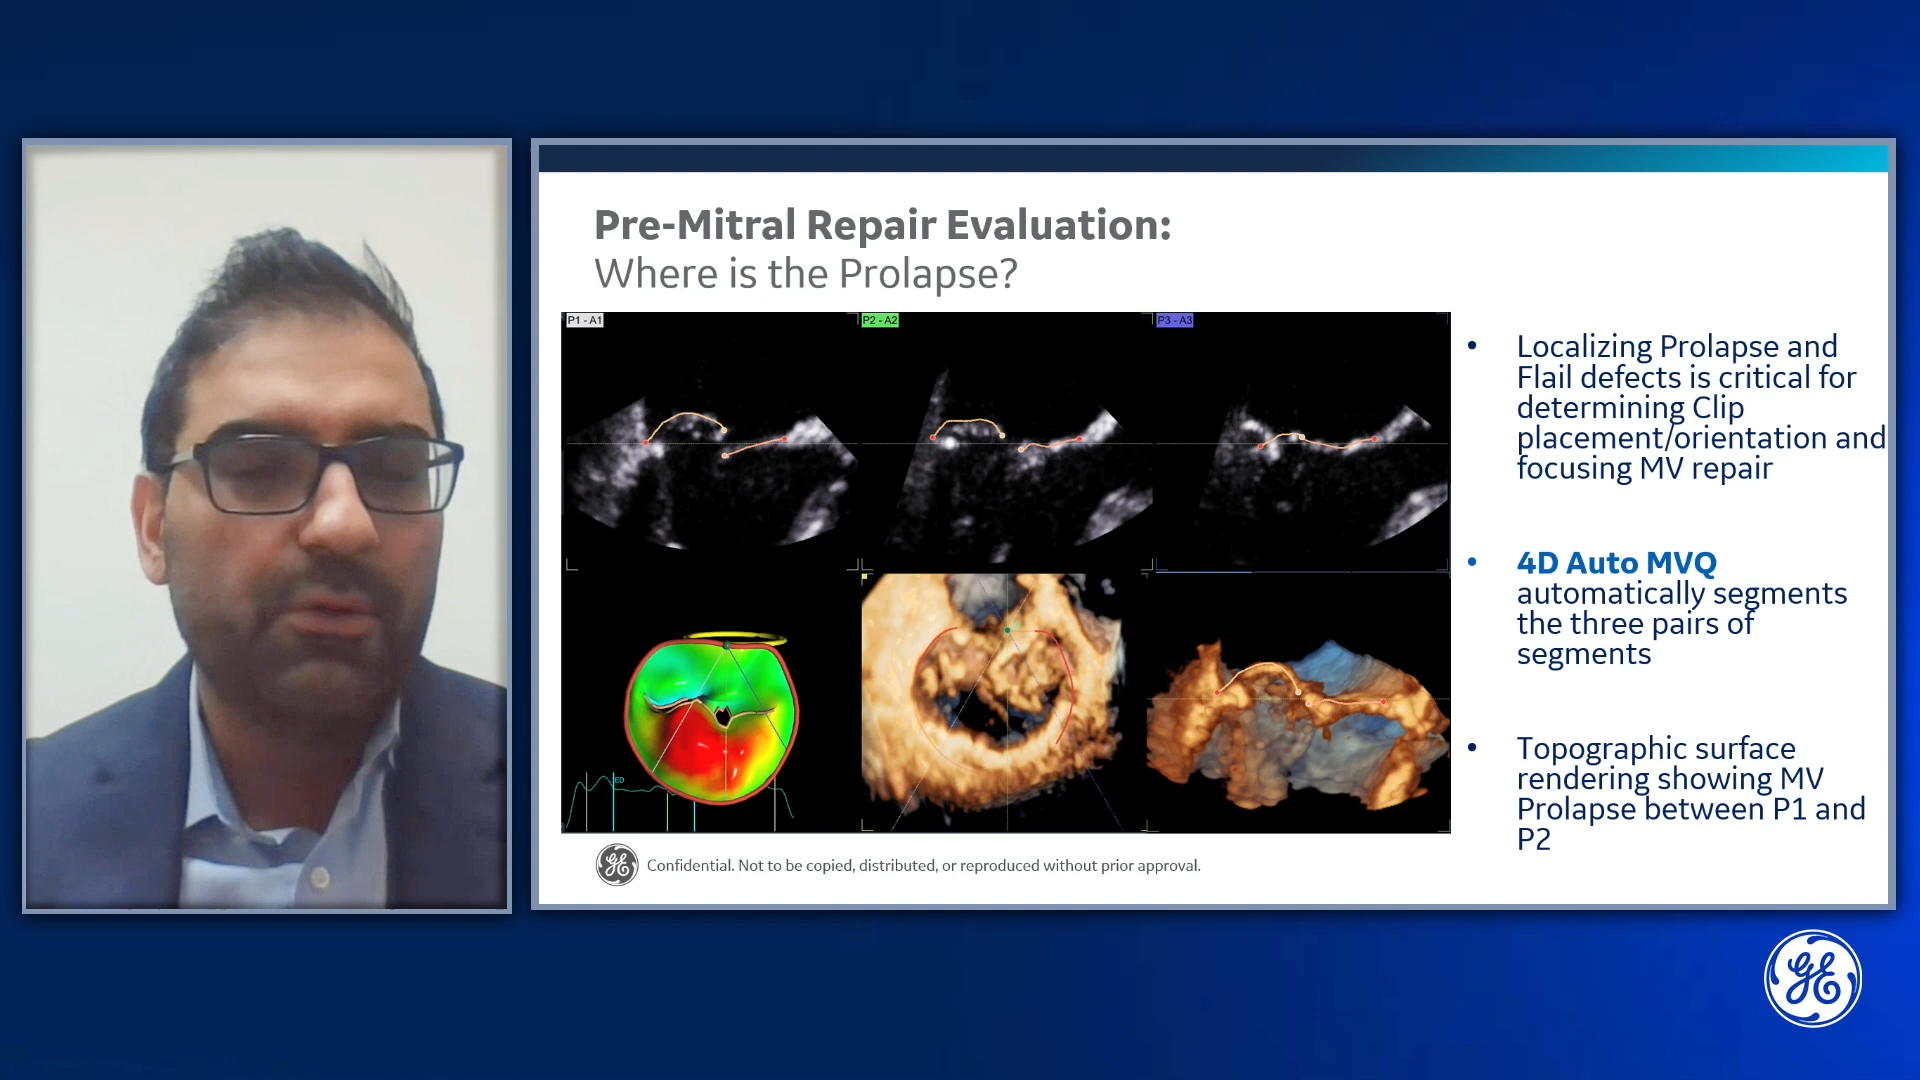 Pre-Mitral Repair Evaluation:
Where is the Prolapse?
P1 - A1
P2 - A2
P3 - A3
ED
• Localizing Prolapse and
Flail defects is critical for
determining Clip
placement/orientation and
focusing MV repair
• 4D Auto MVQ
automatically segments
the three pairs of
segments
• Topographic surface
rendering showing MV
Prolapse between P1 and
P2
GE
Confidential. Not to be copied, distributed, or reproduced without prior approval.
GE